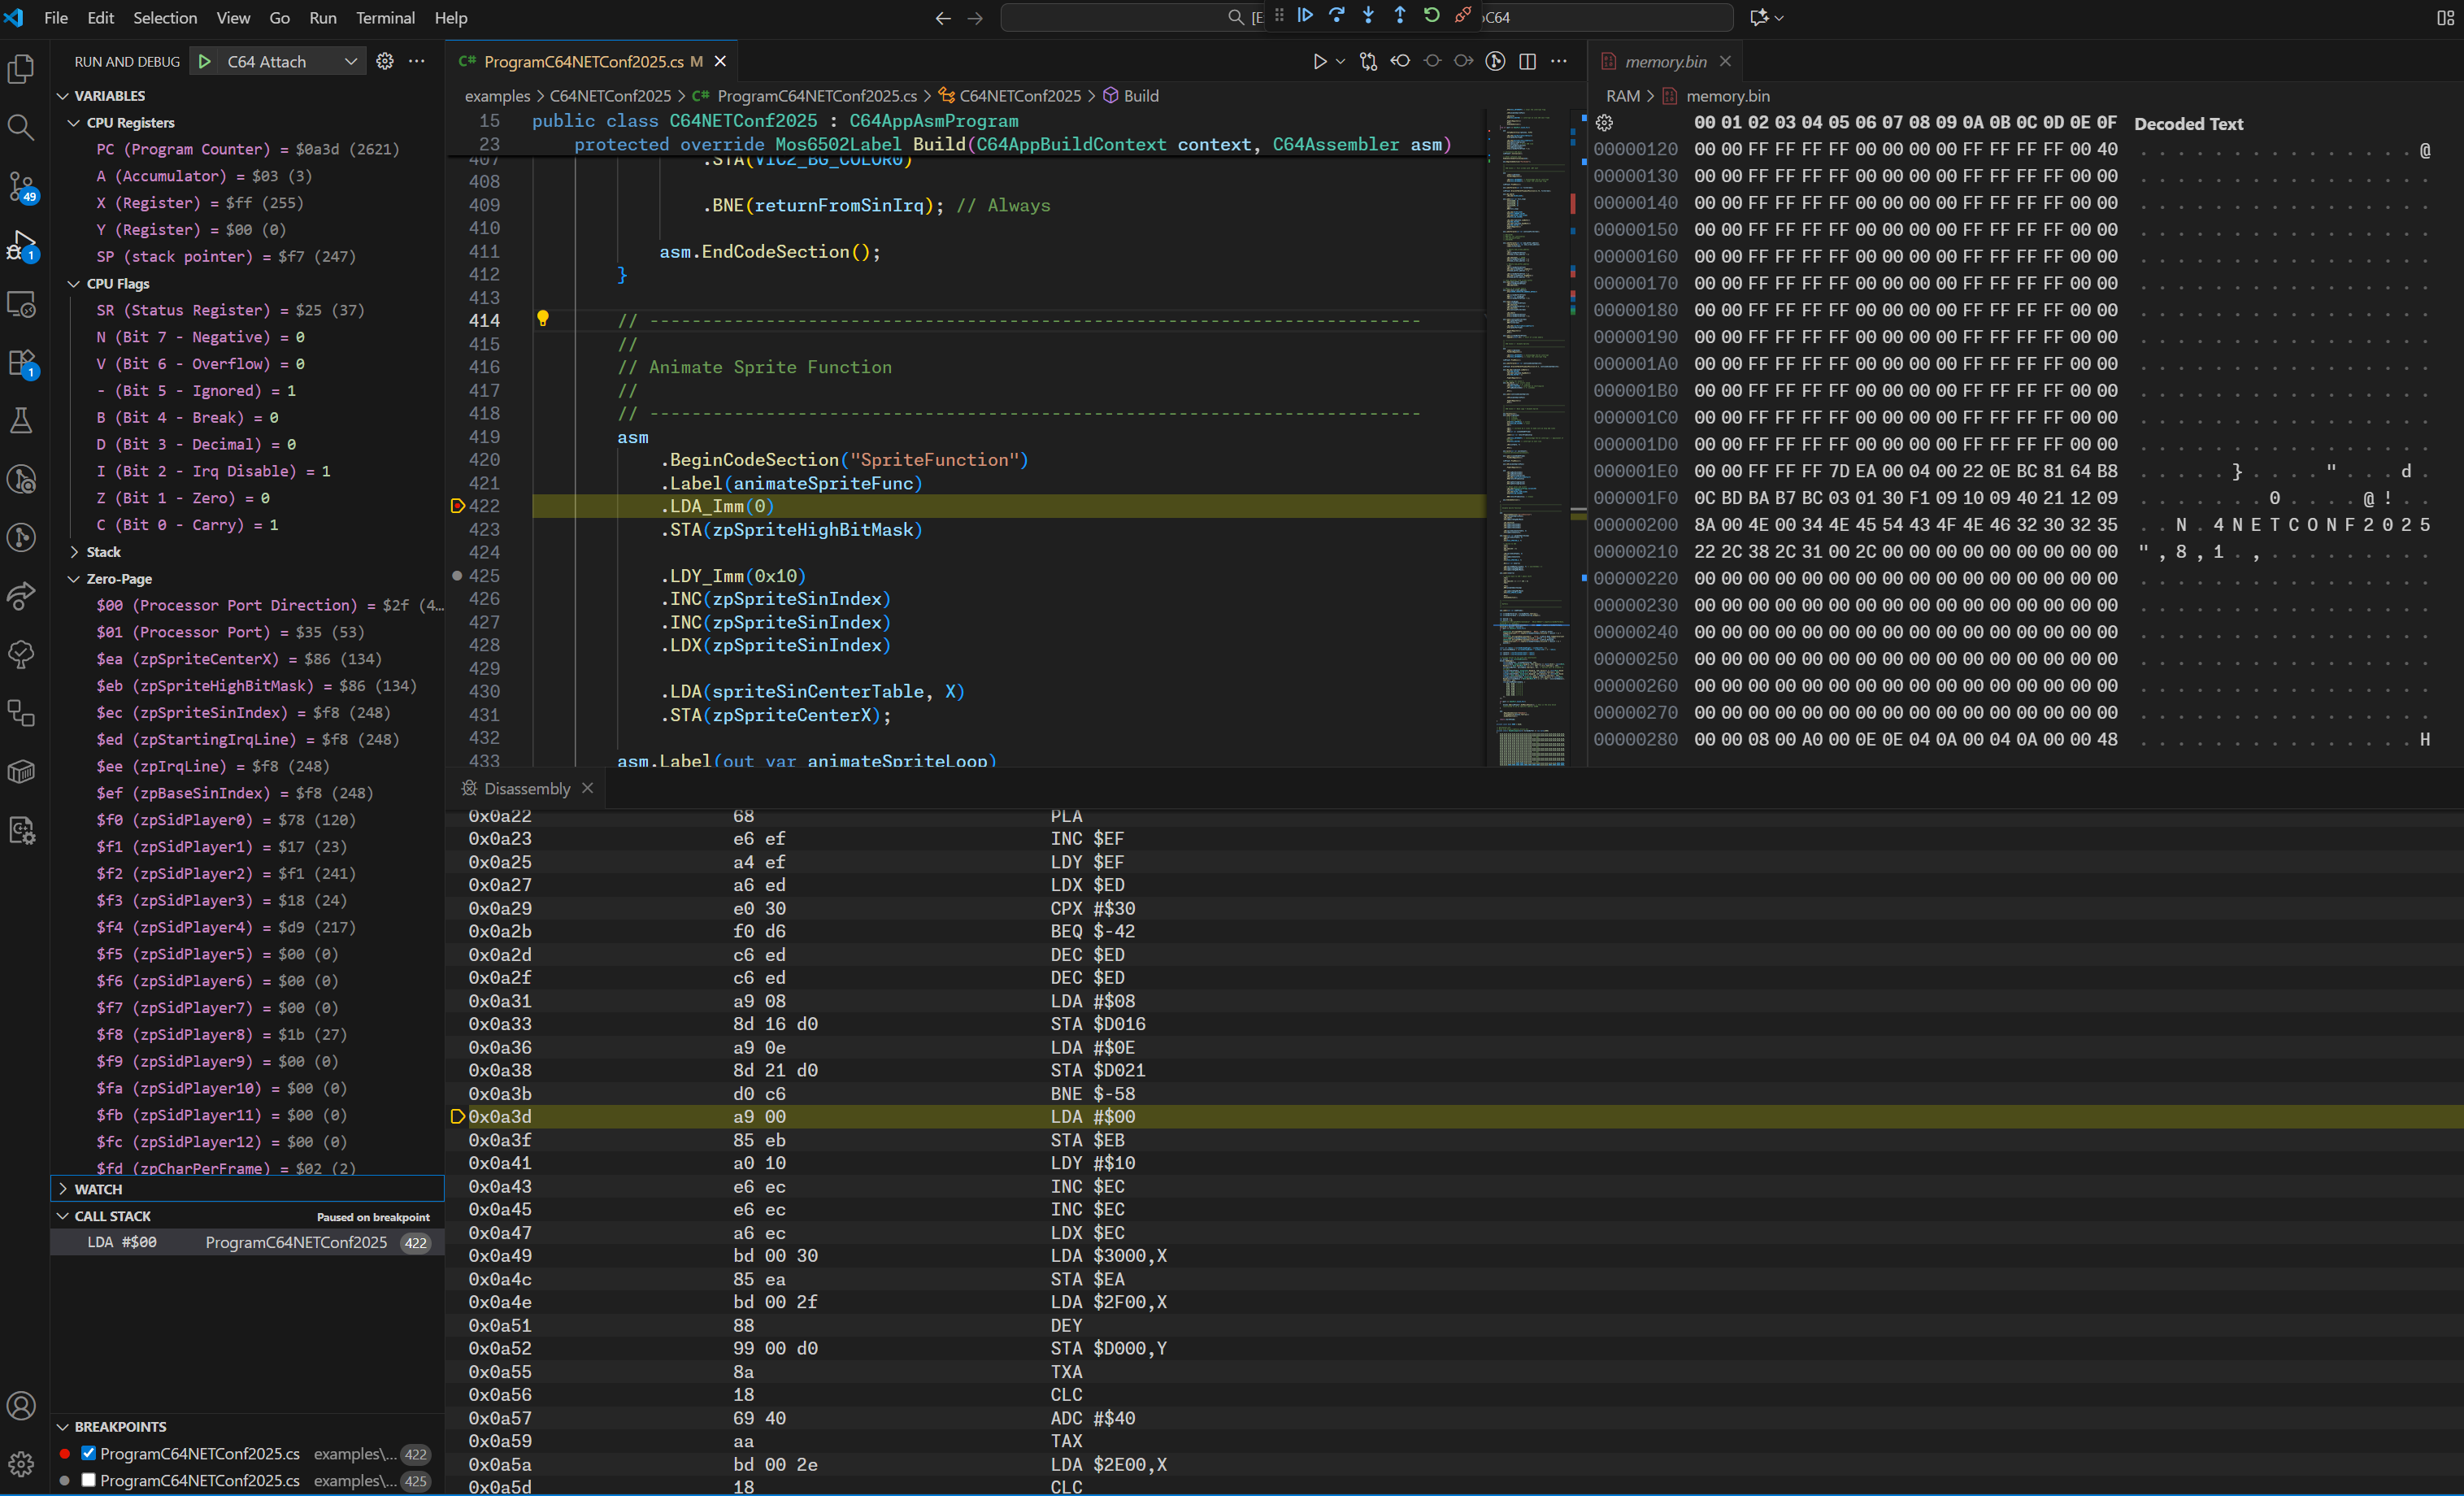 File Edit Selection View Go Run Terminal Help
[E
oC64
RUN AND DEBUG C64 Attach
VARIABLES
CPU Registers
PC (Program Counter) = $0a3d (2621)
A (Accumulator) = $03 (3)
X (Register) = $ff (255)
Y (Register) = $00 (0)
SP (stack pointer) = $f7 (247)
CPU Flags
SR (Status Register) = $25 (37)
N (Bit 7 - Negative) = 0
V (Bit 6 - Overflow) = 0
- (Bit 5 - Ignored) = 1
B (Bit 4 - Break) = 0
D (Bit 3 - Decimal) = 0
I (Bit 2 - Irq Disable) = 1
Z (Bit 1 - Zero) = 0
C (Bit 0 - Carry) = 1
Stack
Zero-Page
$00 (Processor Port Direction) = $2f (4...
$01 (Processor Port) = $35 (53)
$ea (zpSpriteCenterX) = $86 (134)
$eb (zpSpriteHighBitMask) = $86 (134)
$ec (zpSpriteSinIndex) = $f8 (248)
$ed (zpStartingIrqLine) = $f8 (248)
$ee (zpIrqLine) = $f8 (248)
$ef (zpBaseSinIndex) = $f8 (248)
$f0 (zpSidPlayer0) = $78 (120)
$f1 (zpSidPlayer1) = $17 (23)
$f2 (zpSidPlayer2) = $f1 (241)
$f3 (zpSidPlayer3) = $18 (24)
$f4 (zpSidPlayer4) = $d9 (217)
$f5 (zpSidPlayer5) = $00 (0)
$f6 (zpSidPlayer6) = $00 (0)
$f7 (zpSidPlayer7) = $00 (0)
$f8 (zpSidPlayer8) = $1b (27)
$f9 (zpSidPlayer9) = $00 (0)
$fa (zpSidPlayer10) = $00 (0)
$fb (zpSidPlayer11) = $00 (0)
$fc (zpSidPlayer12) = $00 (0)
$fd (zpCharPerFrame) = $02 (2)
WATCH
CALL STACK Paused on breakpoint
LDA #$00 ProgramC64NETConf2025 422
BREAKPOINTS
ProgramC64NETConf2025.cs examples\... 422
ProgramC64NETConf2025.cs examples\... 425
49
1
1
C# ProgramC64NETConf2025.cs M
examples > C64NETConf2025 > C# ProgramC64NETConf2025.cs > C64NETConf2025 > Build
15 public class C64NETConf2025 : C64AppAsmProgram
23 protected override Mos6502Label Build(C64AppBuildContext context, C64Assembler asm)
407 .STA(VIC2_BG_COLOR0)
408
409 .BNE(returnFromSinIrq); // Always
410
411 asm.EndCodeSection();
412 }
413
414 // --------------------------------------------------------------------------
415 //
416 // Animate Sprite Function
417 //
418 // --------------------------------------------------------------------------
419 asm
420 .BeginCodeSection("SpriteFunction")
421 .Label(animateSpriteFunc)
422 .LDA_Imm(0)
423 .STA(zpSpriteHighBitMask)
424
425 .LDY_Imm(0x10)
426 .INC(zpSpriteSinIndex)
427 .INC(zpSpriteSinIndex)
428 .LDX(zpSpriteSinIndex)
429
430 .LDA(spriteSinCenterTable, X)
431 .STA(zpSpriteCenterX);
432
433 asm.Label(out var animateSpriteLoop)
memory.bin
RAM > memory.bin
00 01 02 03 04 05 06 07 08 09 0A 0B 0C 0D 0E 0F Decoded Text
00000120 00 00 FF FF FF FF 00 00 00 00 FF FF FF FF 00 40 . . . . . . . . . . . . . . . @
00000130 00 00 FF FF FF FF 00 00 00 00 FF FF FF FF 00 00 . . . . . . . . . . . . . . . .
00000140 00 00 FF FF FF FF 00 00 00 00 FF FF FF FF 00 00 . . . . . . . . . . . . . . . .
00000150 00 00 FF FF FF FF 00 00 00 00 FF FF FF FF 00 00 . . . . . . . . . . . . . . . .
00000160 00 00 FF FF FF FF 00 00 00 00 FF FF FF FF 00 00 . . . . . . . . . . . . . . . .
00000170 00 00 FF FF FF FF 00 00 00 00 FF FF FF FF 00 00 . . . . . . . . . . . . . . . .
00000180 00 00 FF FF FF FF 00 00 00 00 FF FF FF FF 00 00 . . . . . . . . . . . . . . . .
00000190 00 00 FF FF FF FF 00 00 00 00 FF FF FF FF 00 00 . . . . . . . . . . . . . . . .
000001A0 00 00 FF FF FF FF 00 00 00 00 FF FF FF FF 00 00 . . . . . . . . . . . . . . . .
000001B0 00 00 FF FF FF FF 00 00 00 00 FF FF FF FF 00 00 . . . . . . . . . . . . . . . .
000001C0 00 00 FF FF FF FF 00 00 00 00 FF FF FF FF 00 00 . . . . . . . . . . . . . . . .
000001D0 00 00 FF FF FF FF 00 00 00 00 FF FF FF FF 00 00 . . . . . . . . . . . . . . . .
000001E0 00 00 FF FF FF 7D EA 00 04 00 22 0E BC 81 64 B8 . . . . . } . . . . " . . . d .
000001F0 0C BD BA B7 BC 03 01 30 F1 09 10 09 40 21 12 09 . . . . . . . 0 . . . . @ ! . .
00000200 8A 00 4E 00 34 4E 45 54 43 4F 4E 46 32 30 32 35 . . N . 4 N E T C O N F 2 0 2 5
00000210 22 2C 38 2C 31 00 2C 00 00 00 00 00 00 00 00 00 " , 8 , 1 . , . . . . . . . . .
00000220 00 00 00 00 00 00 00 00 00 00 00 00 00 00 00 00 . . . . . . . . . . . . . . . .
00000230 00 00 00 00 00 00 00 00 00 00 00 00 00 00 00 00 . . . . . . . . . . . . . . . .
00000240 00 00 00 00 00 00 00 00 00 00 00 00 00 00 00 00 . . . . . . . . . . . . . . . .
00000250 00 00 00 00 00 00 00 00 00 00 00 00 00 00 00 00 . . . . . . . . . . . . . . . .
00000260 00 00 00 00 00 00 00 00 00 00 00 00 00 00 00 00 . . . . . . . . . . . . . . . .
00000270 00 00 00 00 00 00 00 00 00 00 00 00 00 00 00 00 . . . . . . . . . . . . . . . .
00000280 00 00 08 00 A0 00 0E 0E 04 0A 00 04 0A 00 00 48 . . . . . . . . . . . . . . . H
Disassembly
0x0a22 68 PLA
0x0a23 e6 ef INC $EF
0x0a25 a4 ef LDY $EF
0x0a27 a6 ed LDX $ED
0x0a29 e0 30 CPX #$30
0x0a2b f0 d6 BEQ $-42
0x0a2d c6 ed DEC $ED
0x0a2f c6 ed DEC $ED
0x0a31 a9 08 LDA #$08
0x0a33 8d 16 d0 STA $D016
0x0a36 a9 0e LDA #$0E
0x0a38 8d 21 d0 STA $D021
0x0a3b d0 c6 BNE $-58
0x0a3d a9 00 LDA #$00
0x0a3f 85 eb STA $EB
0x0a41 a0 10 LDY #$10
0x0a43 e6 ec INC $EC
0x0a45 e6 ec INC $EC
0x0a47 a6 ec LDX $EC
0x0a49 bd 00 30 LDA $3000,X
0x0a4c 85 ea STA $EA
0x0a4e bd 00 2f LDA $2F00,X
0x0a51 88 DEY
0x0a52 99 00 d0 STA $D000,Y
0x0a55 8a TXA
0x0a56 18 CLC
0x0a57 69 40 ADC #$40
0x0a59 aa TAX
0x0a5a bd 00 2e LDA $2E00,X
0x0a5d 18 CLC